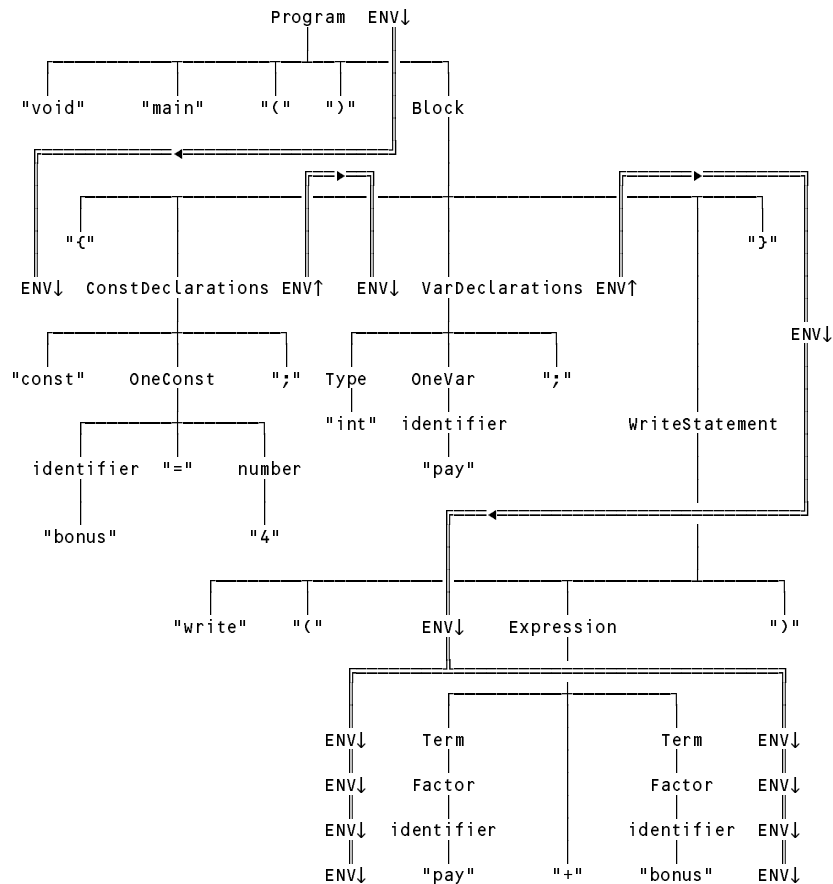 Program ENV↓
"void" "main" "(" ")" Block
"{" "}"
ENV↓ ConstDeclarations ENV↑ ENV↓ VarDeclarations ENV↑
ENV↓
"const" OneConst ";" Type OneVar ";"
"int" identifier WriteStatement
identifier "=" number "pay"
"bonus" "4"
"write" "(" ENV↓ Expression ")"
ENV↓ Term Term ENV↓
ENV↓ Factor Factor ENV↓
ENV↓ identifier identifier ENV↓
ENV↓ "pay" "+" "bonus" ENV↓